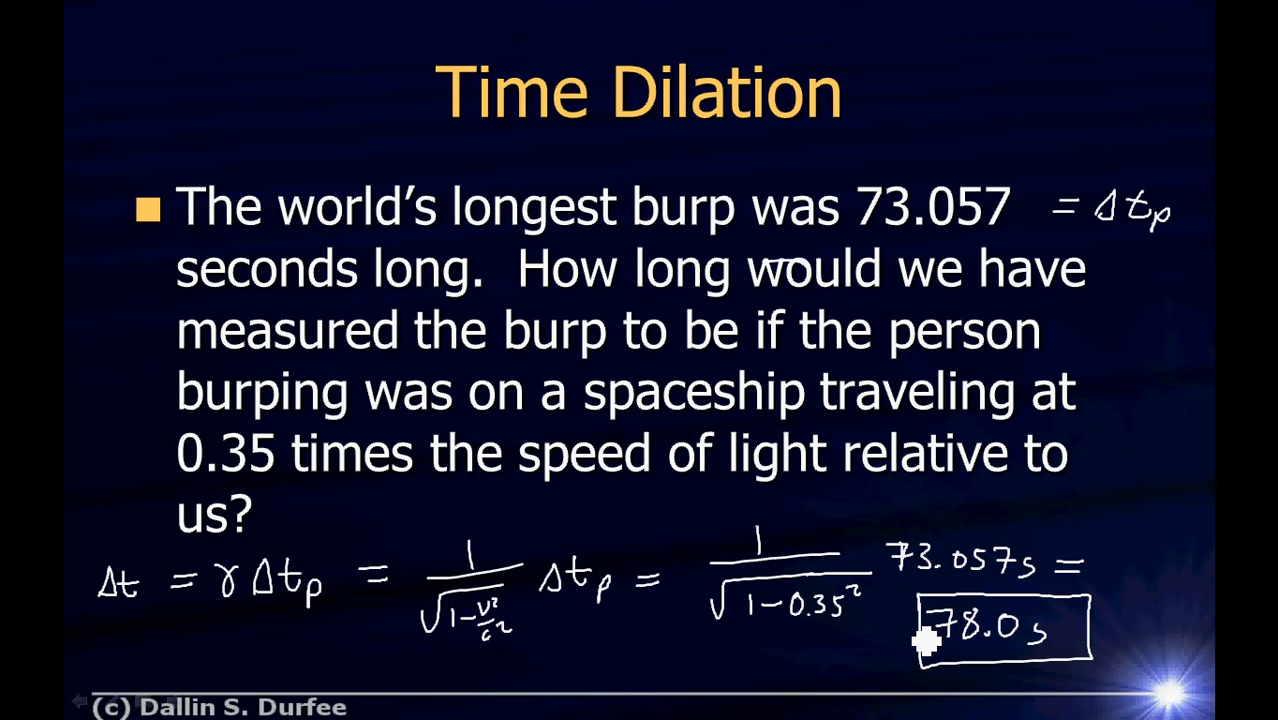 Time Dilation
The world’s longest burp was 73.057 = Δtₚ
seconds long. How long would we have
measured the burp to be if the person
burping was on a spaceship traveling at
0.35 times the speed of light relative to
us?
Δt = γΔtₚ = 1/√(1-v²/c²) Δtₚ = 1/√(1-0.35²) 73.057s =
78.0 s
(c) Dallin S. Durfee